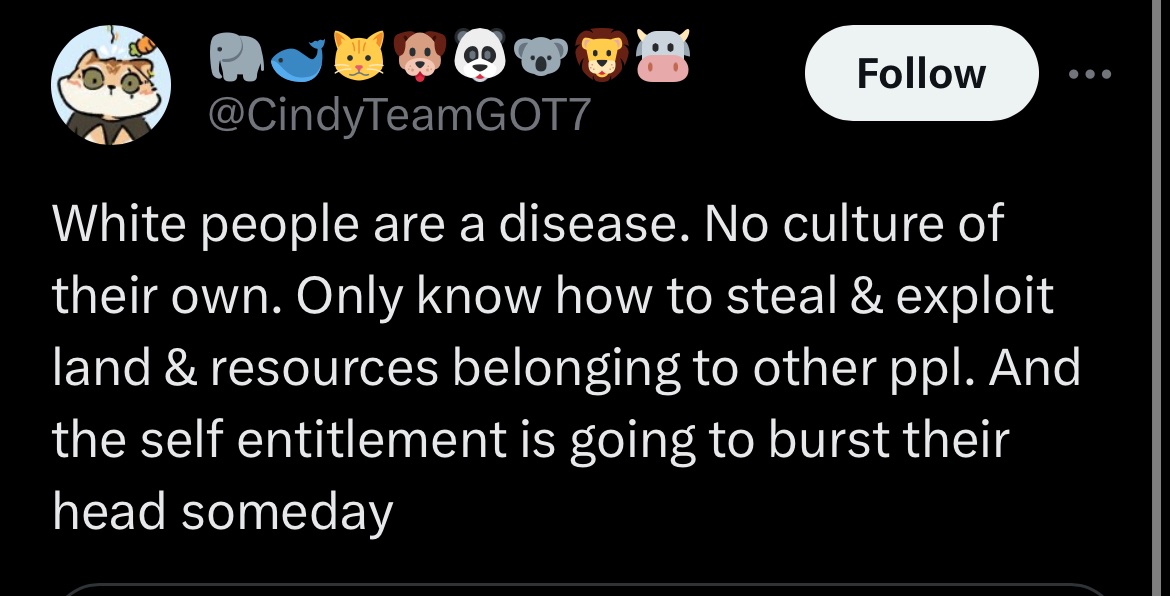 🐘🐋🐱🐶🐼🐨🦁🐮
@CindyTeamGOT7
Follow
White people are a disease. No culture of
their own. Only know how to steal & exploit
land & resources belonging to other ppl. And
the self entitlement is going to burst their
head someday